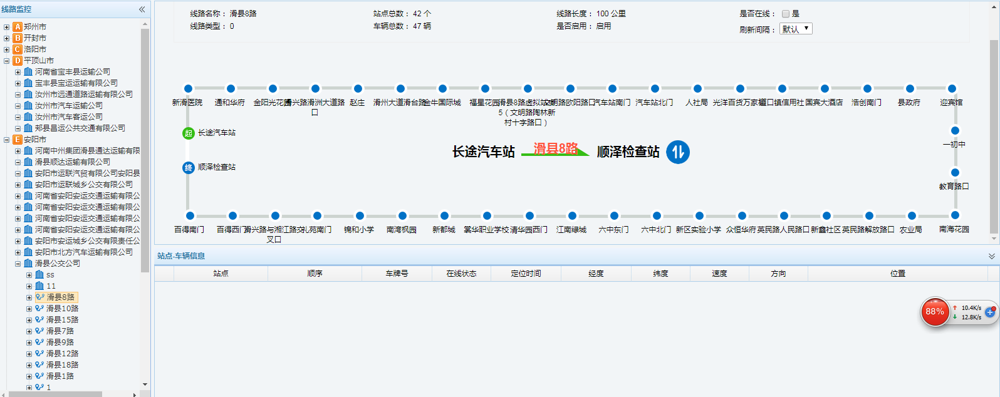 线路监控
A 郑州市
B 开封市
C 洛阳市
D 平顶山市
河南省宝丰县运输公司
宝丰县宝运运输有限公司
汝州市远通道路运输有限公司
汝州市汽车运输公司
汝州市汽车客运公司
郏县昌运公共交通有限公司
E 安阳市
河南中州集团滑县通达运输有限
滑县顺达运输有限公司
安阳市运联汽贸有限公司安阳县
安阳市运联城乡公交有限公司
河南省安阳安运交通运输有限公
河南省安阳安运交通运输有限公
河南省安阳安运交通运输有限公
河南省安阳安运交通运输有限公
安阳市安运城乡公交有限责任公
安阳市北方汽车运输有限公司
滑县公交公司
ss
11
滑县8路
滑县10路
滑县15路
滑县7路
滑县9路
滑县12路
滑县18路
滑县1路
1
线路名称： 滑县8路
站点总数： 42 个
线路长度： 100 公里
是否在线： 是
线路类型： 0
车辆总数： 47 辆
是否启用： 启用
刷新间隔： 默认
新滑医院
通和华府
金阳光花园
滑兴路滑洲大道路
口
赵庄
滑州大道滑台路
金牛国际城
福星花园
滑县8路虚拟站点
5（文明路陶林新
村十字路口）
文明路欧阳路口
汽车站南门
汽车站北门
人社局
光洋百货万家福
道口镇信用社
国宾大酒店
浩创南门
县政府
迎宾馆
起 长途汽车站
终 顺泽检查站
长途汽车站
滑县8路
顺泽检查站
一初中
教育路口
百得南门
百得西门
滑兴路与湘江路交
叉口
礼苑南门
锦和小学
南湾枫园
新都城
棠华职业学校
清华园西门
江南绿城
六中东门
六中北门
新区实验小学
众恒华府
英民路人民路口
新鑫社区
英民路解放路口
农业局
南海花园
站点-车辆信息
站点
顺序
车牌号
在线状态
定位时间
经度
纬度
速度
方向
位置
88%
10.4K/s
12.8K/s